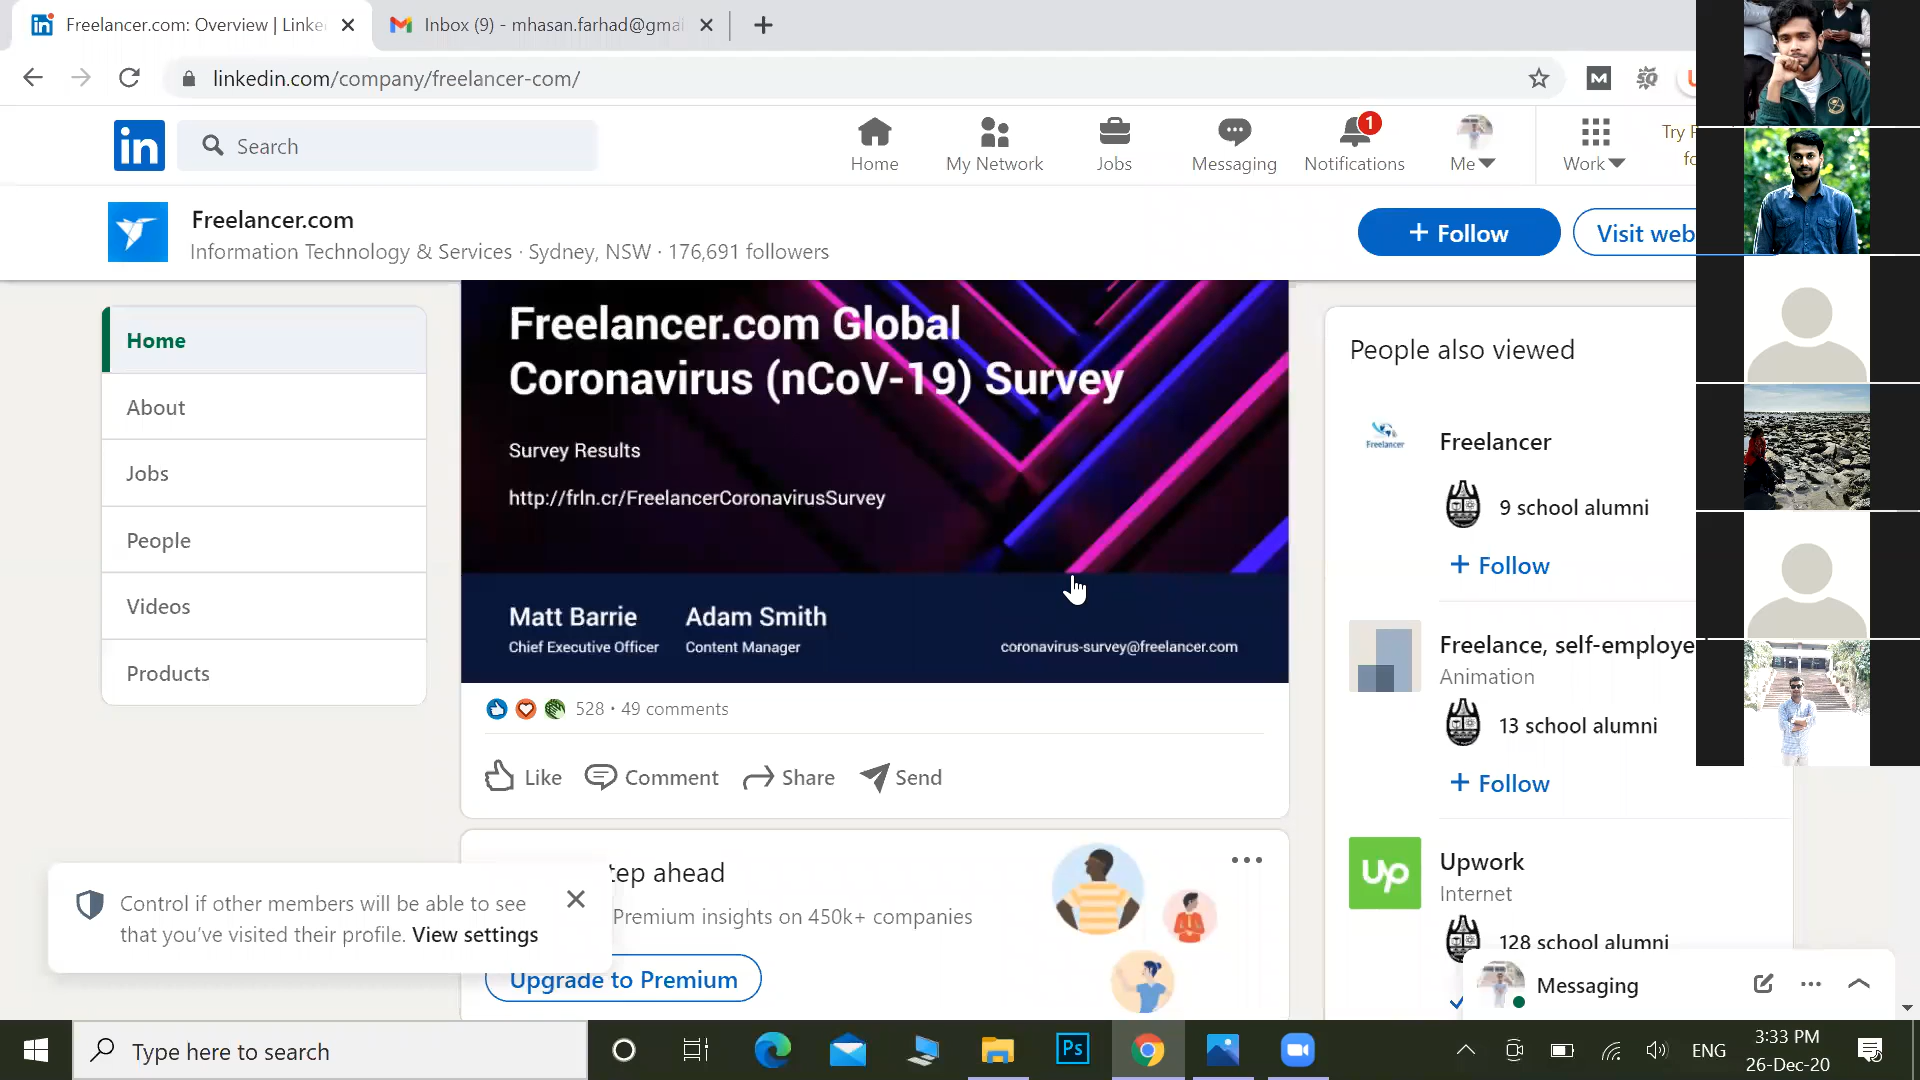 Freelancer.com: Overview | Linke
Inbox (9) - mhasan.farhad@gmai
linkedin.com/company/freelancer-com/
in
Search
Home
My Network
Jobs
Messaging
1
Notifications
Me
Work
Try
Freelancer.com
Information Technology & Services · Sydney, NSW · 176,691 followers
+ Follow
Visit web
Home
About
Jobs
People
Videos
Products
Freelancer.com Global
Coronavirus (nCoV-19) Survey
Survey Results
http://frln.cr/FreelancerCoronavirusSurvey
Matt Barrie
Chief Executive Officer
Adam Smith
Content Manager
coronavirus-survey@freelancer.com
528 • 49 comments
Like
Comment
Share
Send
tep ahead
Premium insights on 450k+ companies
Upgrade to Premium
Control if other members will be able to see
that you've visited their profile. View settings
People also viewed
Freelancer
Freelancer
9 school alumni
+ Follow
Freelance, self-employe
Animation
13 school alumni
+ Follow
Up
Upwork
Internet
128 school alumni
Messaging
Type here to search
Ps
ENG
3:33 PM
26-Dec-20